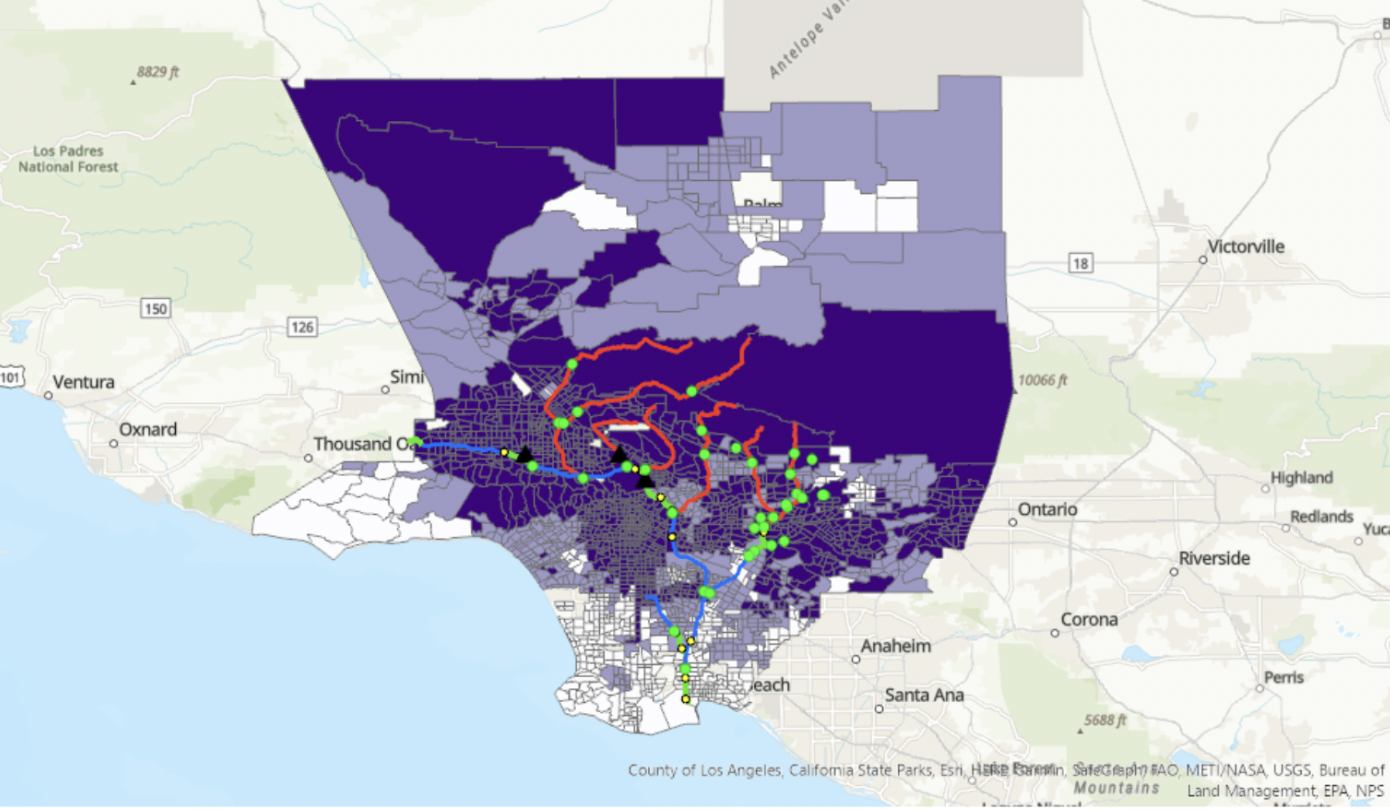 Antelope Val
8829 ft
Los Padres
National Forest
Palm
Victorville
18
150
126
101
Ventura
Simi
10066 ft
Oxnard
Thousand Oa
Highland
Ontario
Redlands
Yuca
Riverside
Corona
Anaheim
each
Perris
Santa Ana
5688 ft
County of Los Angeles, California State Parks, Esri, HERE, Garmin, SafeGraph, FAO, METI/NASA, USGS, Bureau of
Land Management, EPA, NPS
Mountains